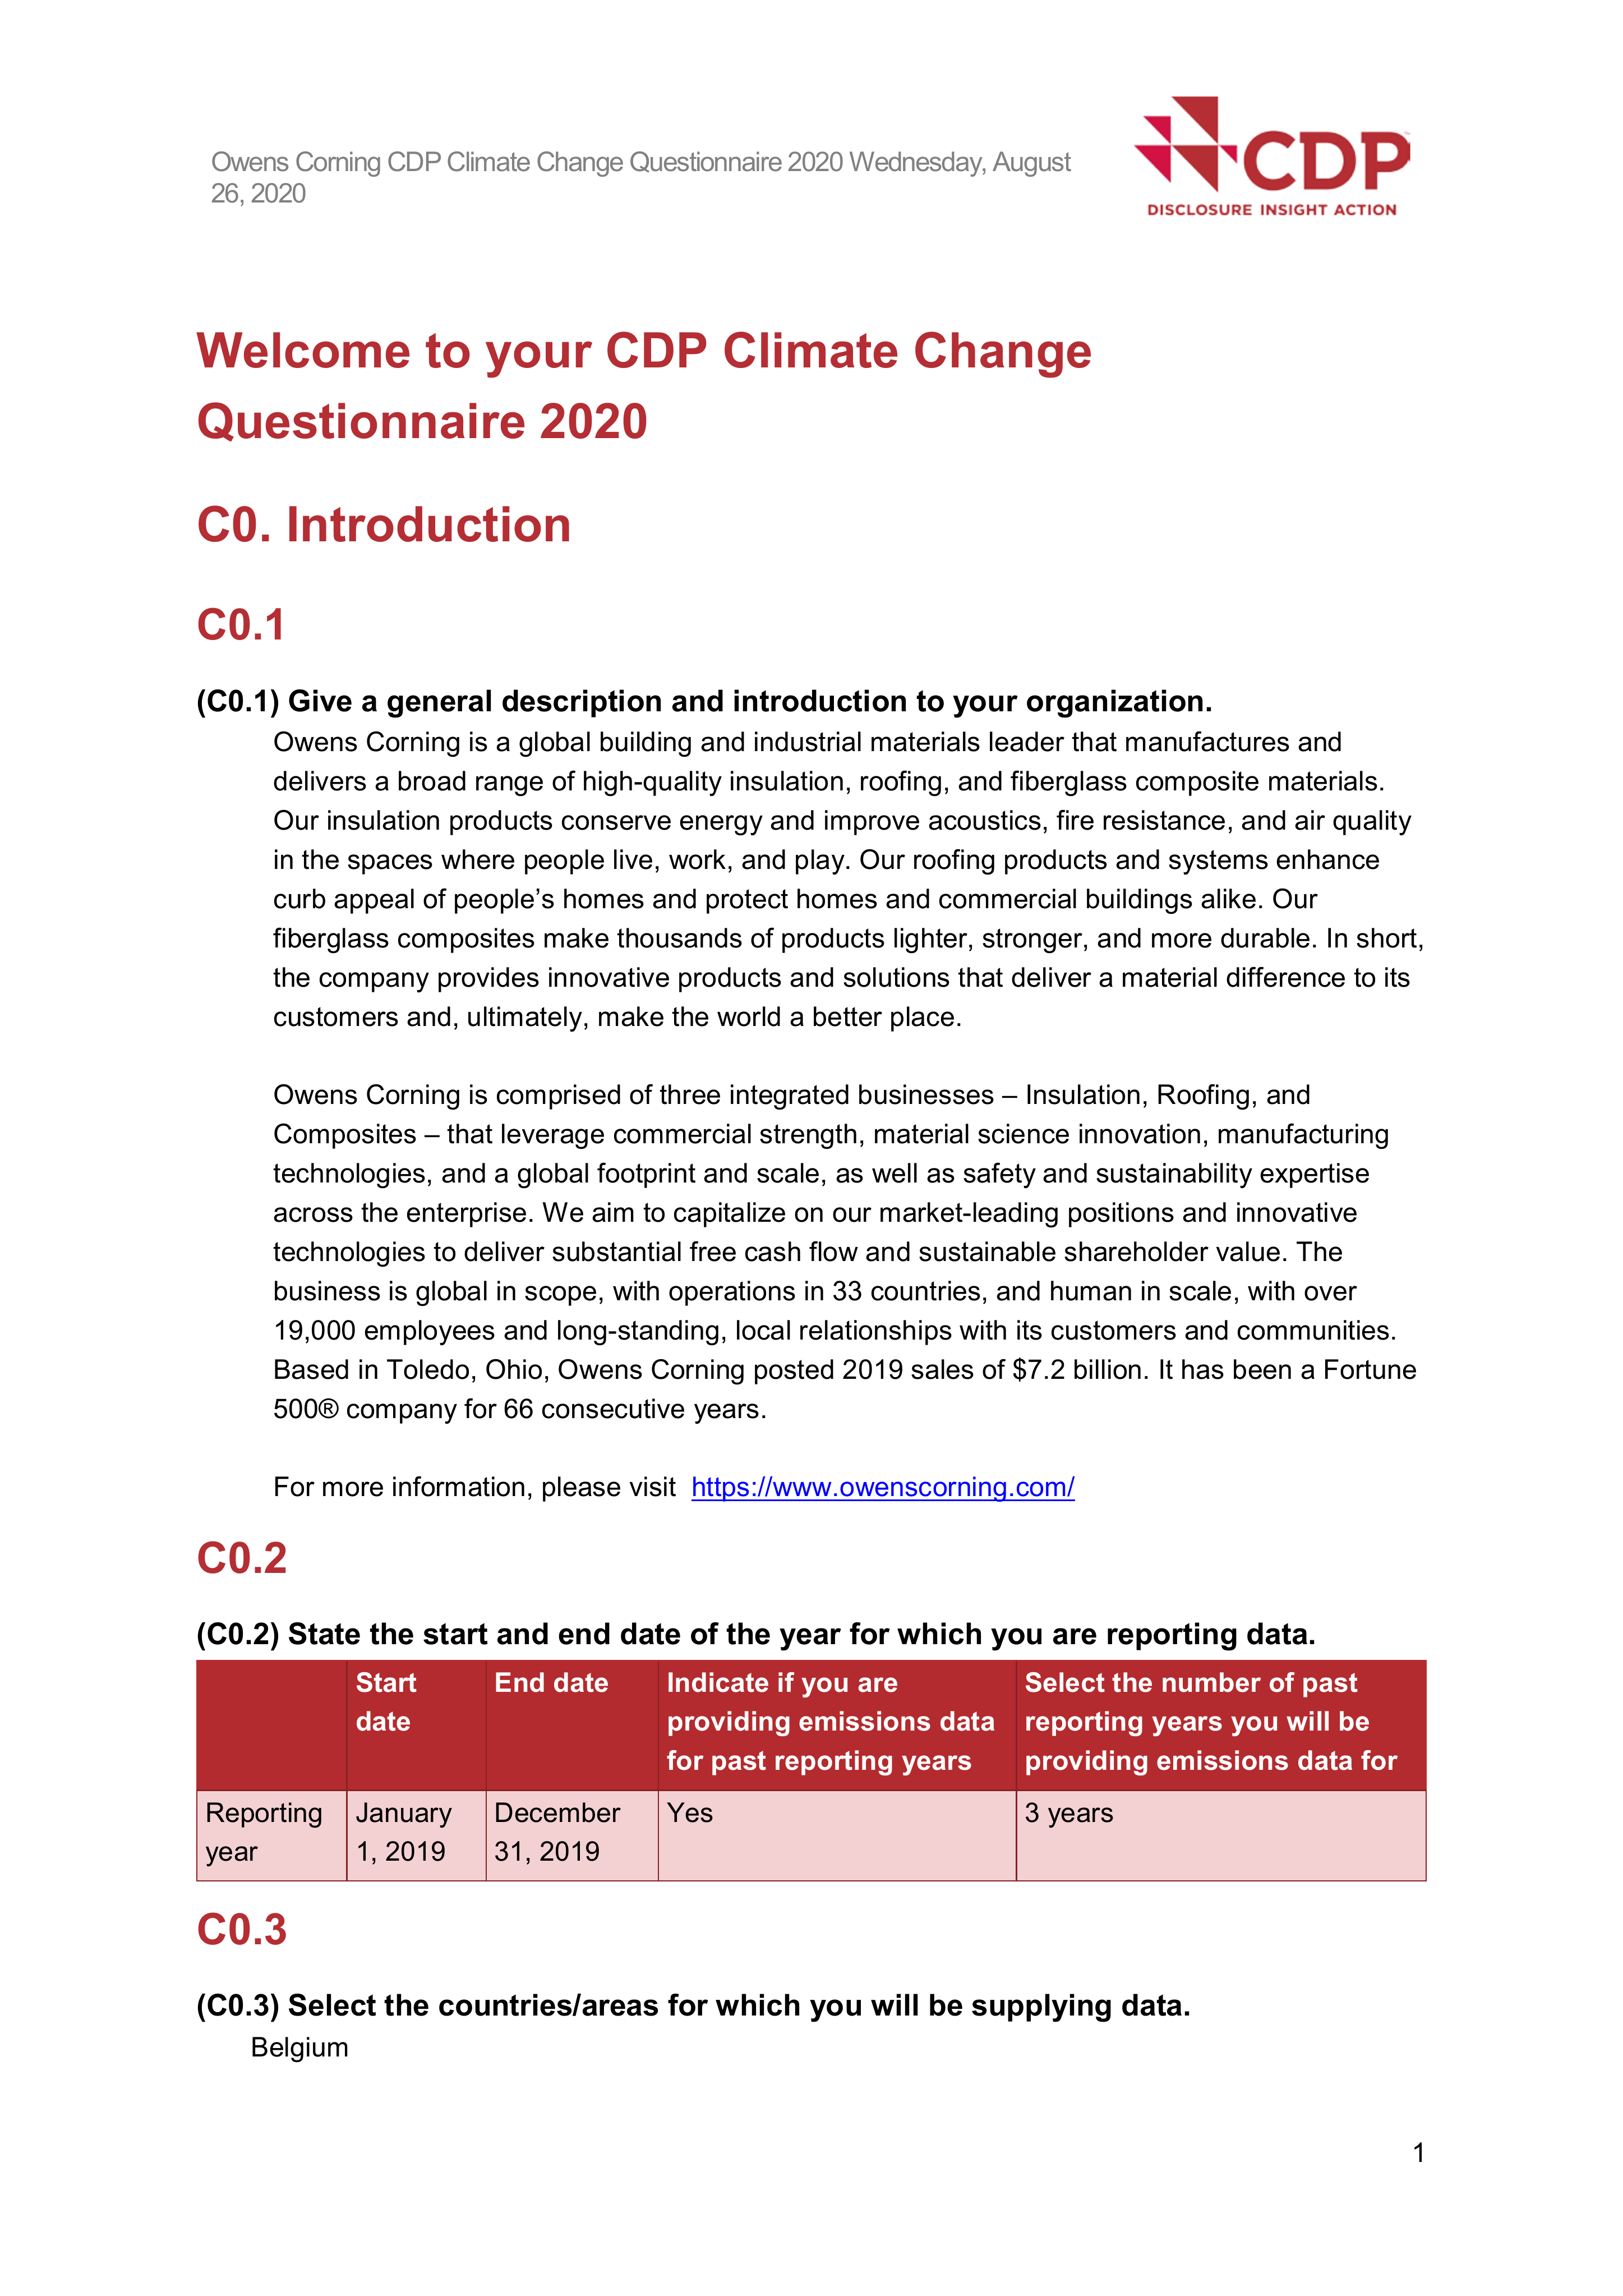 Owens Corning CDP Climate Change Questionnaire 2020 Wednesday, August
26, 2020
CDP
DISCLOSURE INSIGHT ACTION
Welcome to your CDP Climate Change
Questionnaire 2020
C0. Introduction
C0.1
(C0.1) Give a general description and introduction to your organization.
Owens Corning is a global building and industrial materials leader that manufactures and
delivers a broad range of high-quality insulation, roofing, and fiberglass composite materials.
Our insulation products conserve energy and improve acoustics, fire resistance, and air quality
in the spaces where people live, work, and play. Our roofing products and systems enhance
curb appeal of people’s homes and protect homes and commercial buildings alike. Our
fiberglass composites make thousands of products lighter, stronger, and more durable. In short,
the company provides innovative products and solutions that deliver a material difference to its
customers and, ultimately, make the world a better place.
Owens Corning is comprised of three integrated businesses – Insulation, Roofing, and
Composites – that leverage commercial strength, material science innovation, manufacturing
technologies, and a global footprint and scale, as well as safety and sustainability expertise
across the enterprise. We aim to capitalize on our market-leading positions and innovative
technologies to deliver substantial free cash flow and sustainable shareholder value. The
business is global in scope, with operations in 33 countries, and human in scale, with over
19,000 employees and long-standing, local relationships with its customers and communities.
Based in Toledo, Ohio, Owens Corning posted 2019 sales of $7.2 billion. It has been a Fortune
500® company for 66 consecutive years.
For more information, please visit https://www.owenscorning.com/
C0.2
(C0.2) State the start and end date of the year for which you are reporting data.
Start
date
End date
Indicate if you are
providing emissions data
for past reporting years
Select the number of past
reporting years you will be
providing emissions data for
Reporting
year
January
1, 2019
December
31, 2019
Yes
3 years
C0.3
(C0.3) Select the countries/areas for which you will be supplying data.
Belgium
1